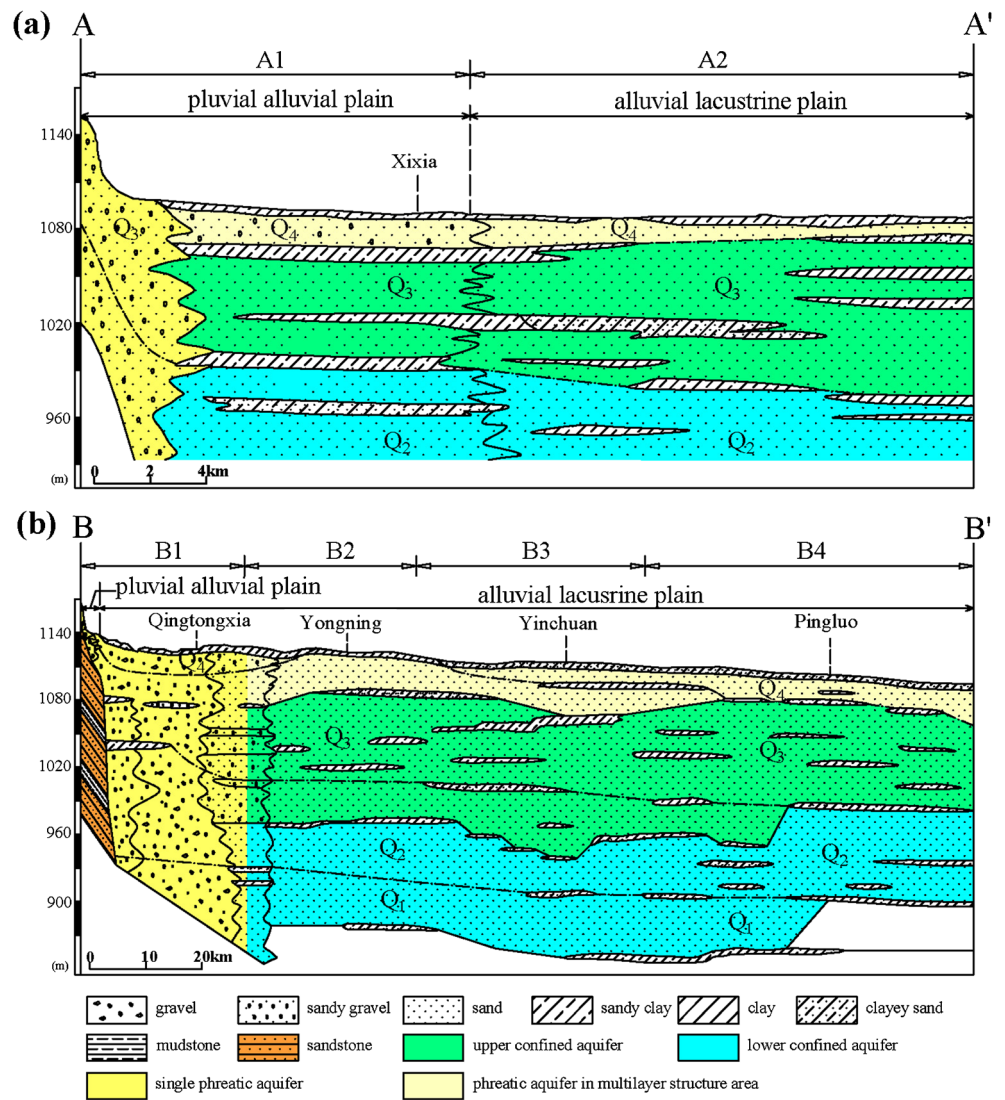 (a)
A A'
A1 A2
pluvial alluvial plain alluvial lacustrine plain
1140
Xixia
1080
Q3 Q4 Q4
Q3 Q3
1020
960
Q2 Q2
(m) 0 2 4km
(b)
B B'
B1 B2 B3 B4
pluvial alluvial plain alluvial lacusrine plain
Qingtongxia Yongning Yinchuan Pingluo
1140
Q4
1080 Q4
Q3 Q3
1020
960
Q2 Q2
900 Q1 Q1
(m) 0 10 20km
gravel sandy gravel sand sandy clay clay clayey sand
mudstone sandstone upper confined aquifer lower confined aquifer
single phreatic aquifer phreatic aquifer in multilayer structure area